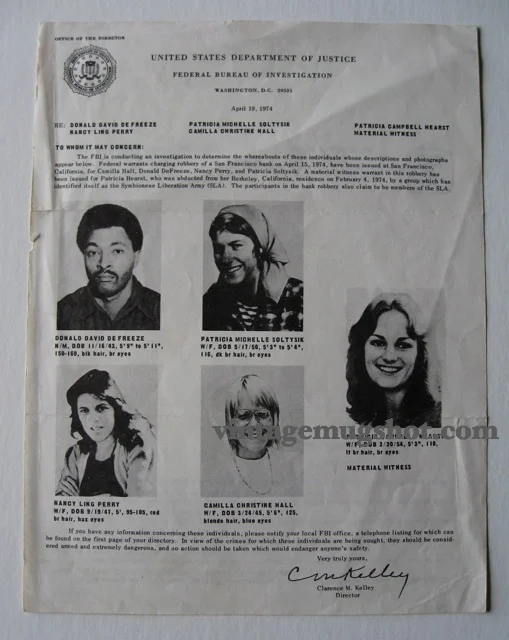 OFFICE OF THE DIRECTOR
UNITED STATES DEPARTMENT OF JUSTICE
FEDERAL BUREAU OF INVESTIGATION
WASHINGTON, D.C. 20535
April 19, 1974
RE: DONALD DAVID DE FREEZE PATRICIA MICHELLE SOLTYSIK PATRICIA CAMPBELL HEARST
NANCY LING PERRY CAMILLA CHRISTINE HALL MATERIAL WITNESS
TO WHOM IT MAY CONCERN:
The FBI is conducting an investigation to determine the whereabouts of these individuals whose descriptions and photographs
appear below. Federal warrants charging robbery of a San Francisco bank on April 15, 1974, have been issued at San Francisco,
California, for Camilla Hall, Donald DeFreeze, Nancy Perry, and Patricia Soltysik. A material witness warrant in this robbery has
been issued for Patricia Hearst, who was abducted from her Berkeley, California, residence on February 4, 1974, by a group which has
identified itself as the Symbionese Liberation Army (SLA). The participants in the bank robbery also claim to be members of the SLA.
DONALD DAVID DE FREEZE
N/M, DOB 11/16/43, 5'9" to 5'11",
150-160, blk hair, br eyes
PATRICIA MICHELLE SOLTYSIK
W/F, DOB 5/17/50, 5'3" to 5'4",
116, dk br hair, br eyes
vintagemugshot.com
W/F, DOB 2/20/54, 5'3", 110,
lt br hair, br eyes
MATERIAL WITNESS
NANCY LING PERRY
W/F, DOB 9/19/47, 5', 95-105, red
br hair, haz eyes
CAMILLA CHRISTINE HALL
W/F, DOB 3/24/45, 5'6", 125,
blonde hair, blue eyes
If you have any information concerning these individuals, please notify your local FBI office, a telephone listing for which can
be found on the first page of your directory. In view of the crimes for which these individuals are being sought, they should be consid-
ered armed and extremely dangerous, and no action should be taken which would endanger anyone's safety.
Very truly yours,
CMKelley
Clarence M. Kelley
Director